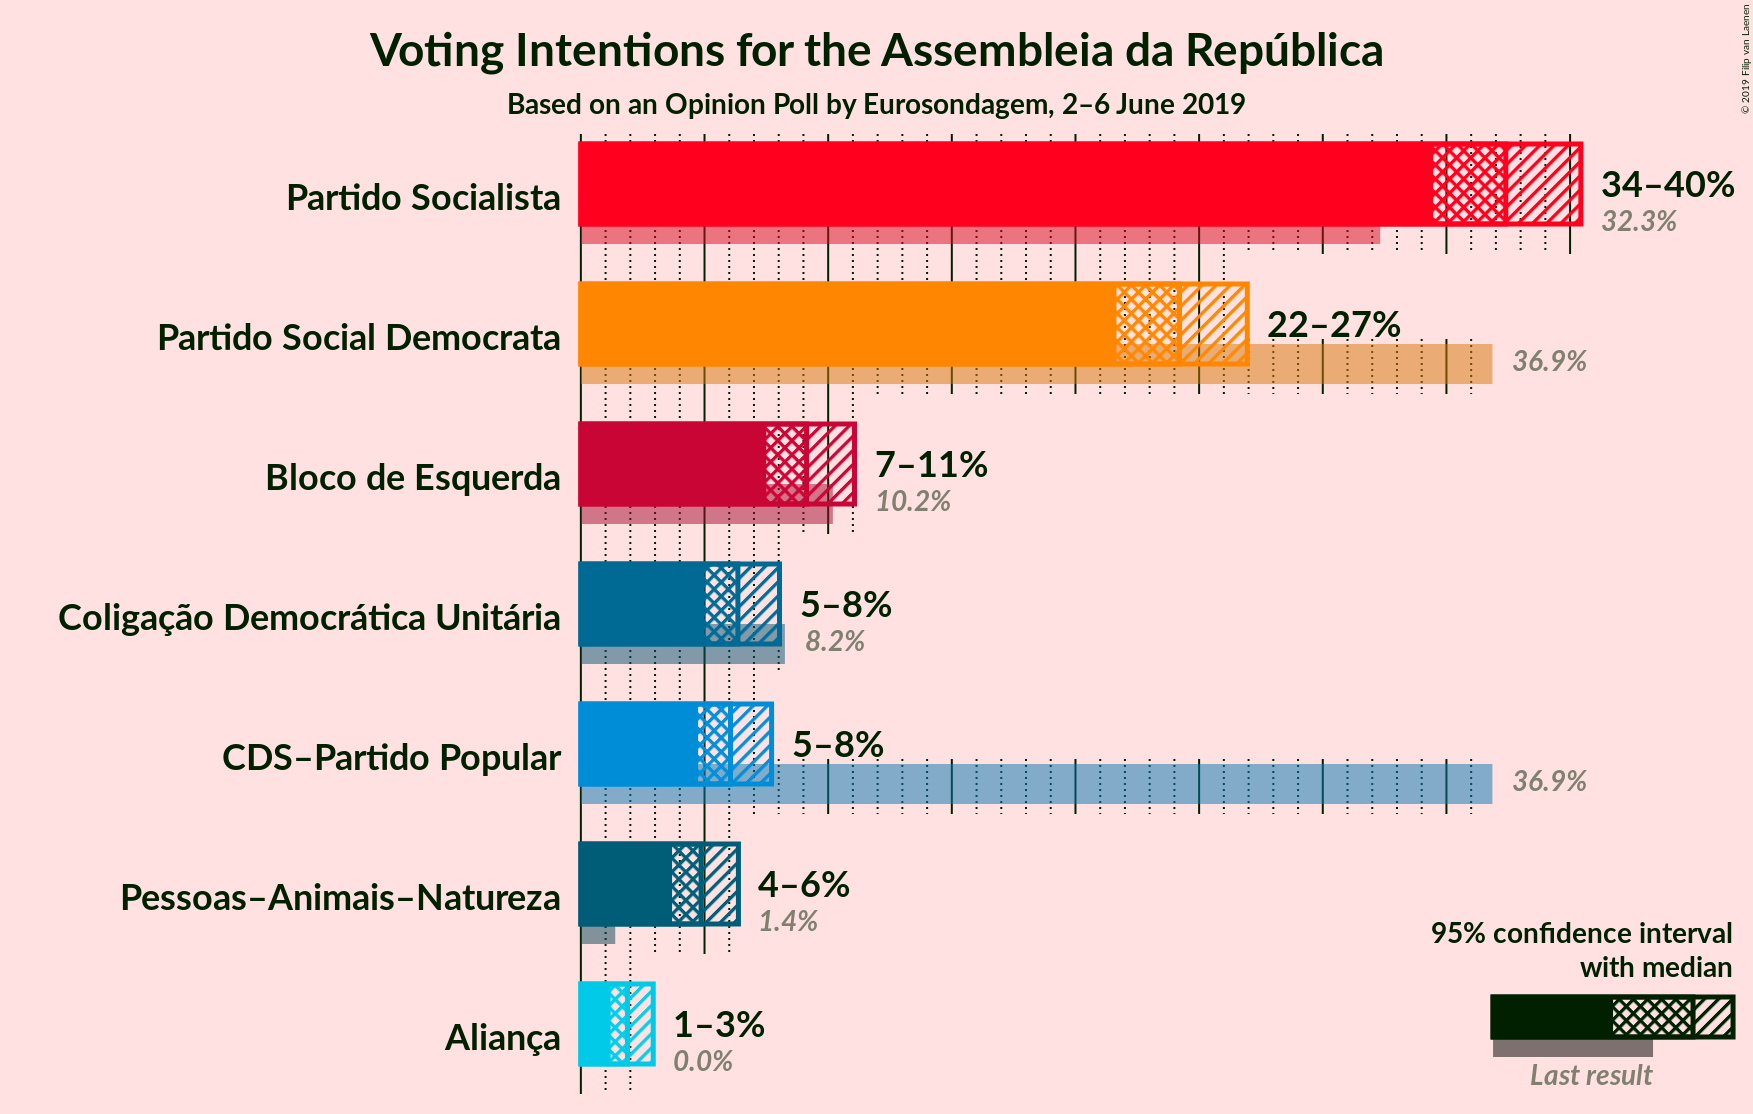 Voting Intentions for the Assembleia da República
Based on an Opinion Poll by Eurosondagem, 2–6 June 2019
© 2019 Filip van Laenen
Partido Socialista
34–40%
32.3%
Partido Social Democrata
22–27%
36.9%
Bloco de Esquerda
7–11%
10.2%
Coligação Democrática Unitária
5–8%
8.2%
CDS–Partido Popular
5–8%
36.9%
Pessoas–Animais–Natureza
4–6%
1.4%
Aliança
1–3%
0.0%
95% confidence interval
with median
Last result